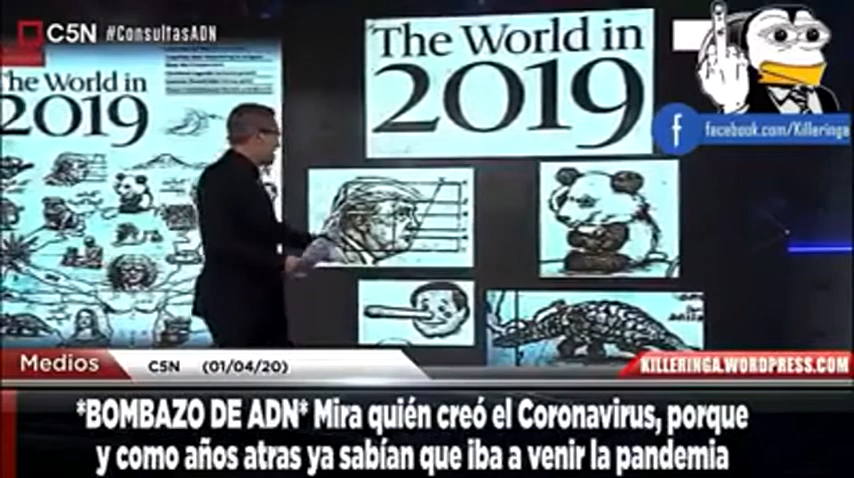 C5N #ConsultasADN
The World in
2019
The World in
2019
facebook.com/Killeringa
Medios
C5N (01/04/20)
KILLERINGA.WORDPRESS.COM
*BOMBAZO DE ADN* Mira quién creó el Coronavirus, porque
y como años atras ya sabían que iba a venir la pandemia